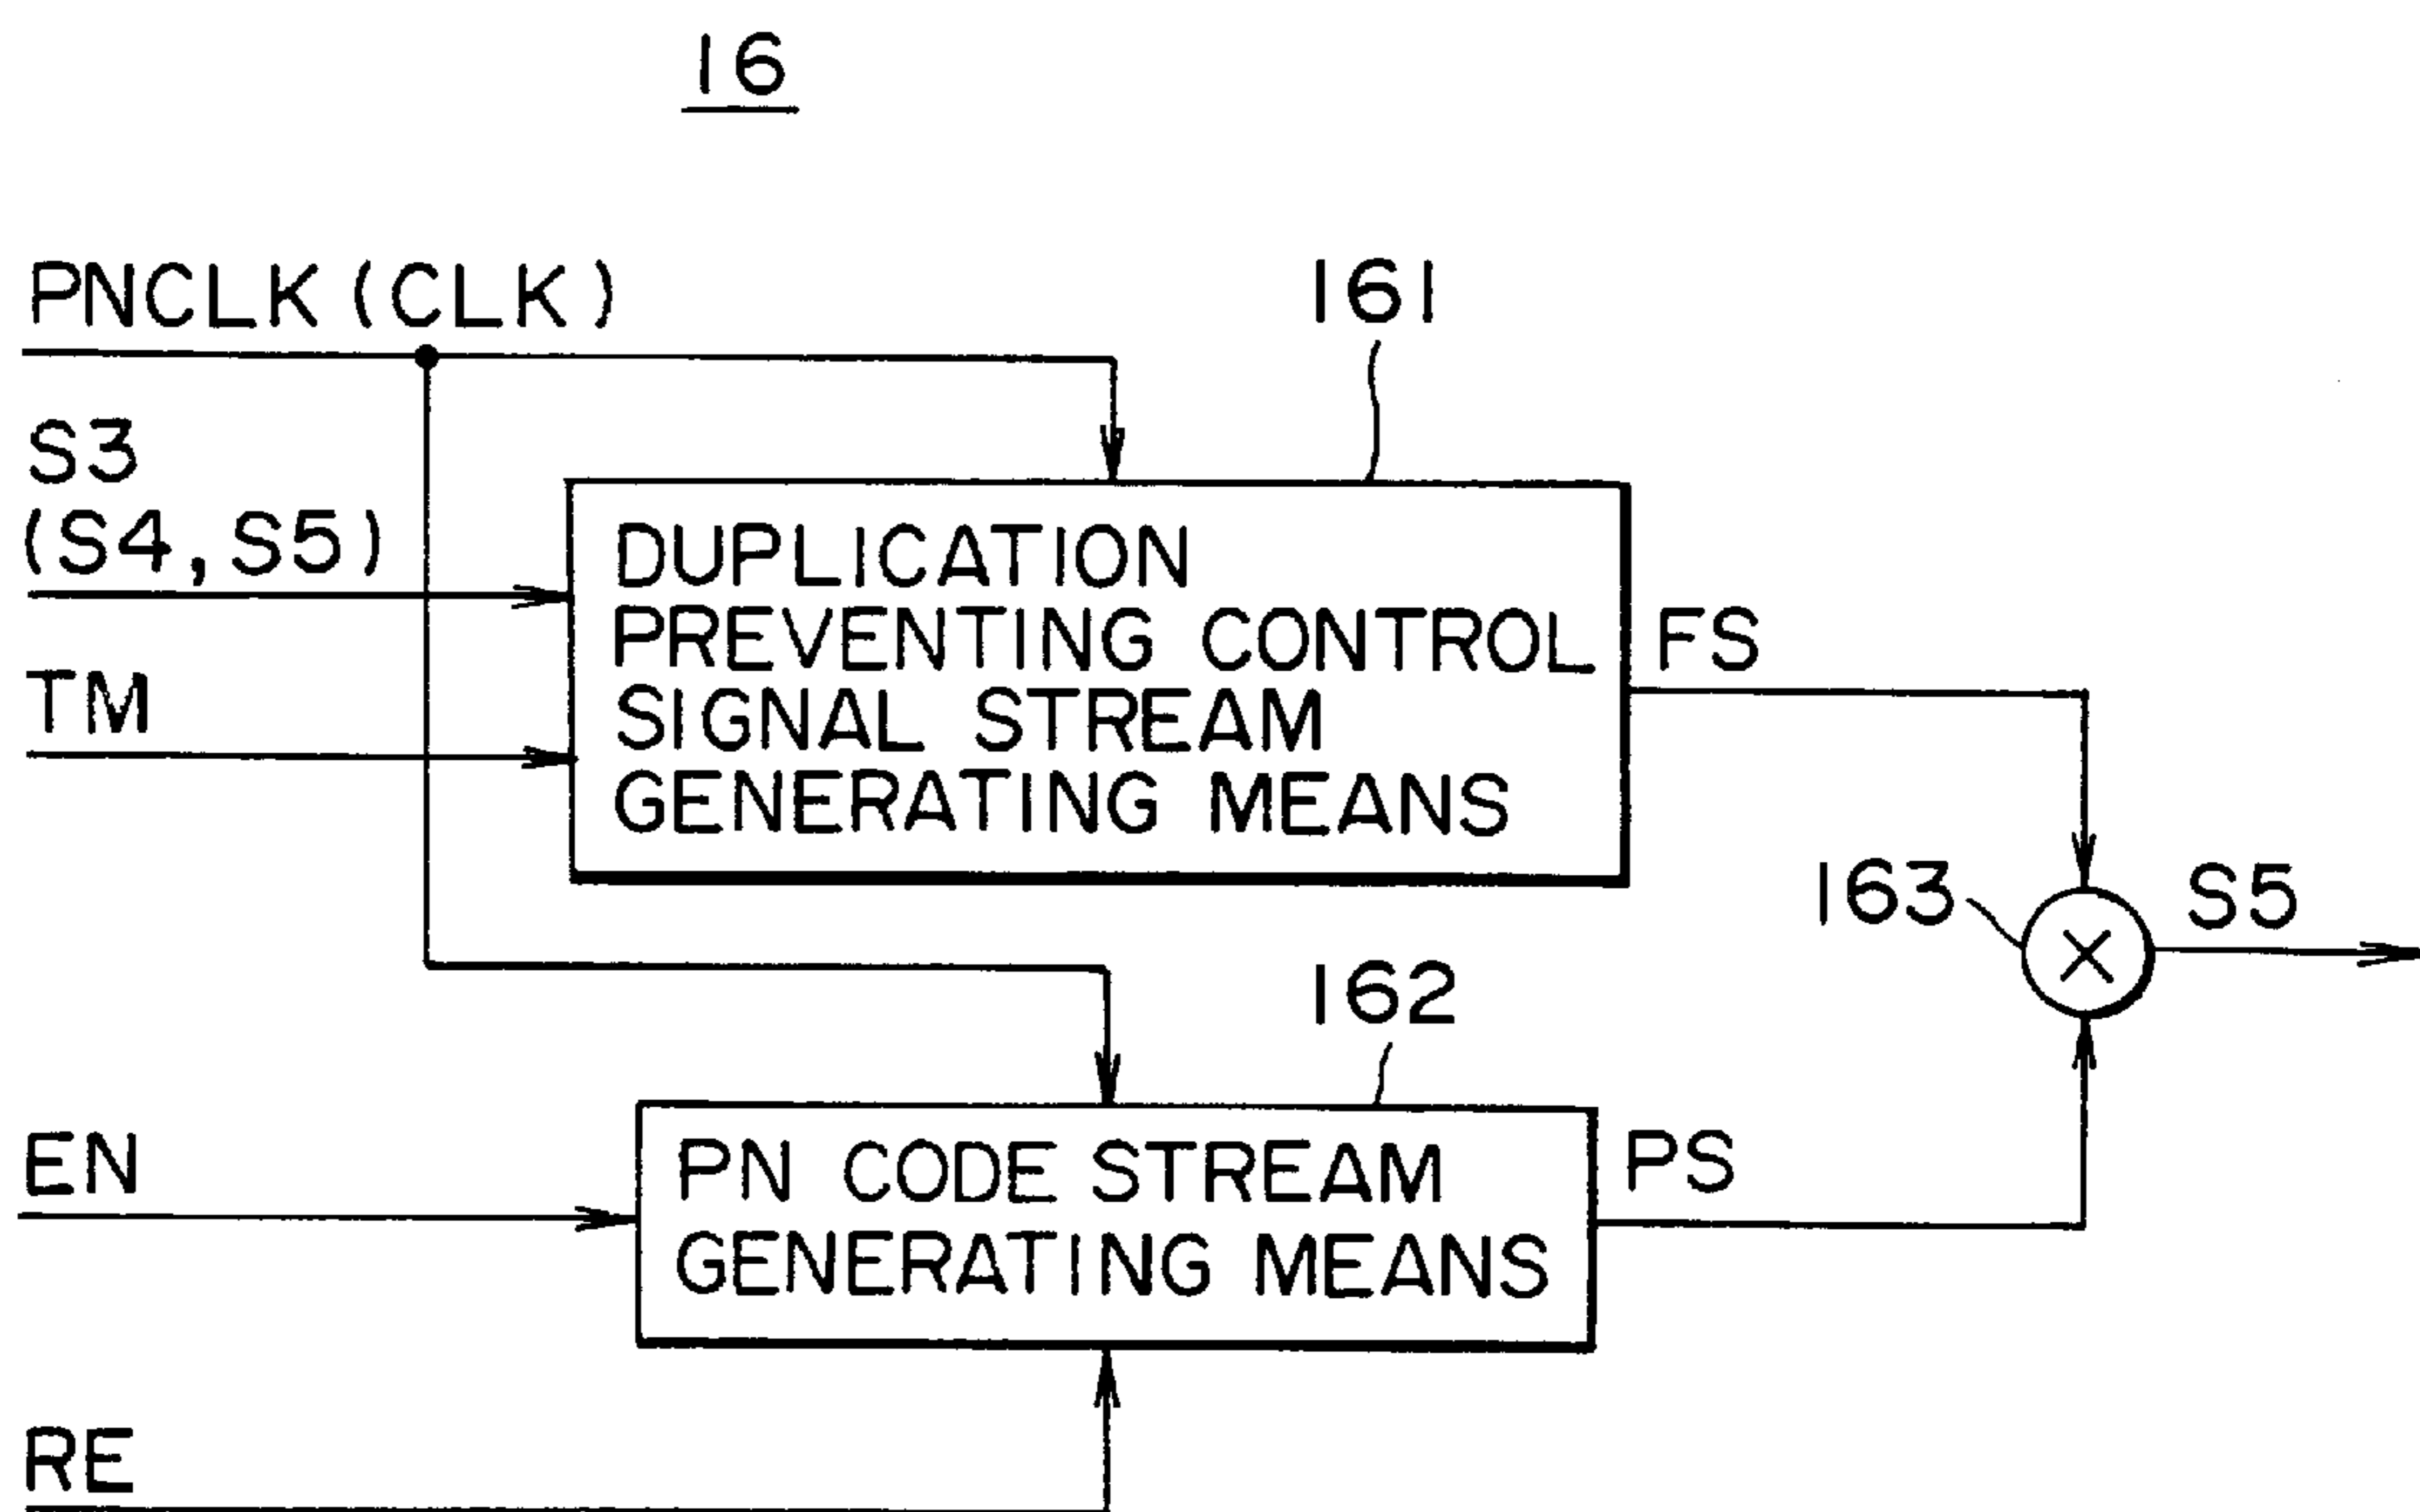 16
PNCLK (CLK)
161
S3
(S4,S5)
DUPLICATION
PREVENTING CONTROL
SIGNAL STREAM
GENERATING MEANS
FS
TM
163
S5
162
EN
PN CODE STREAM
GENERATING MEANS
PS
RE